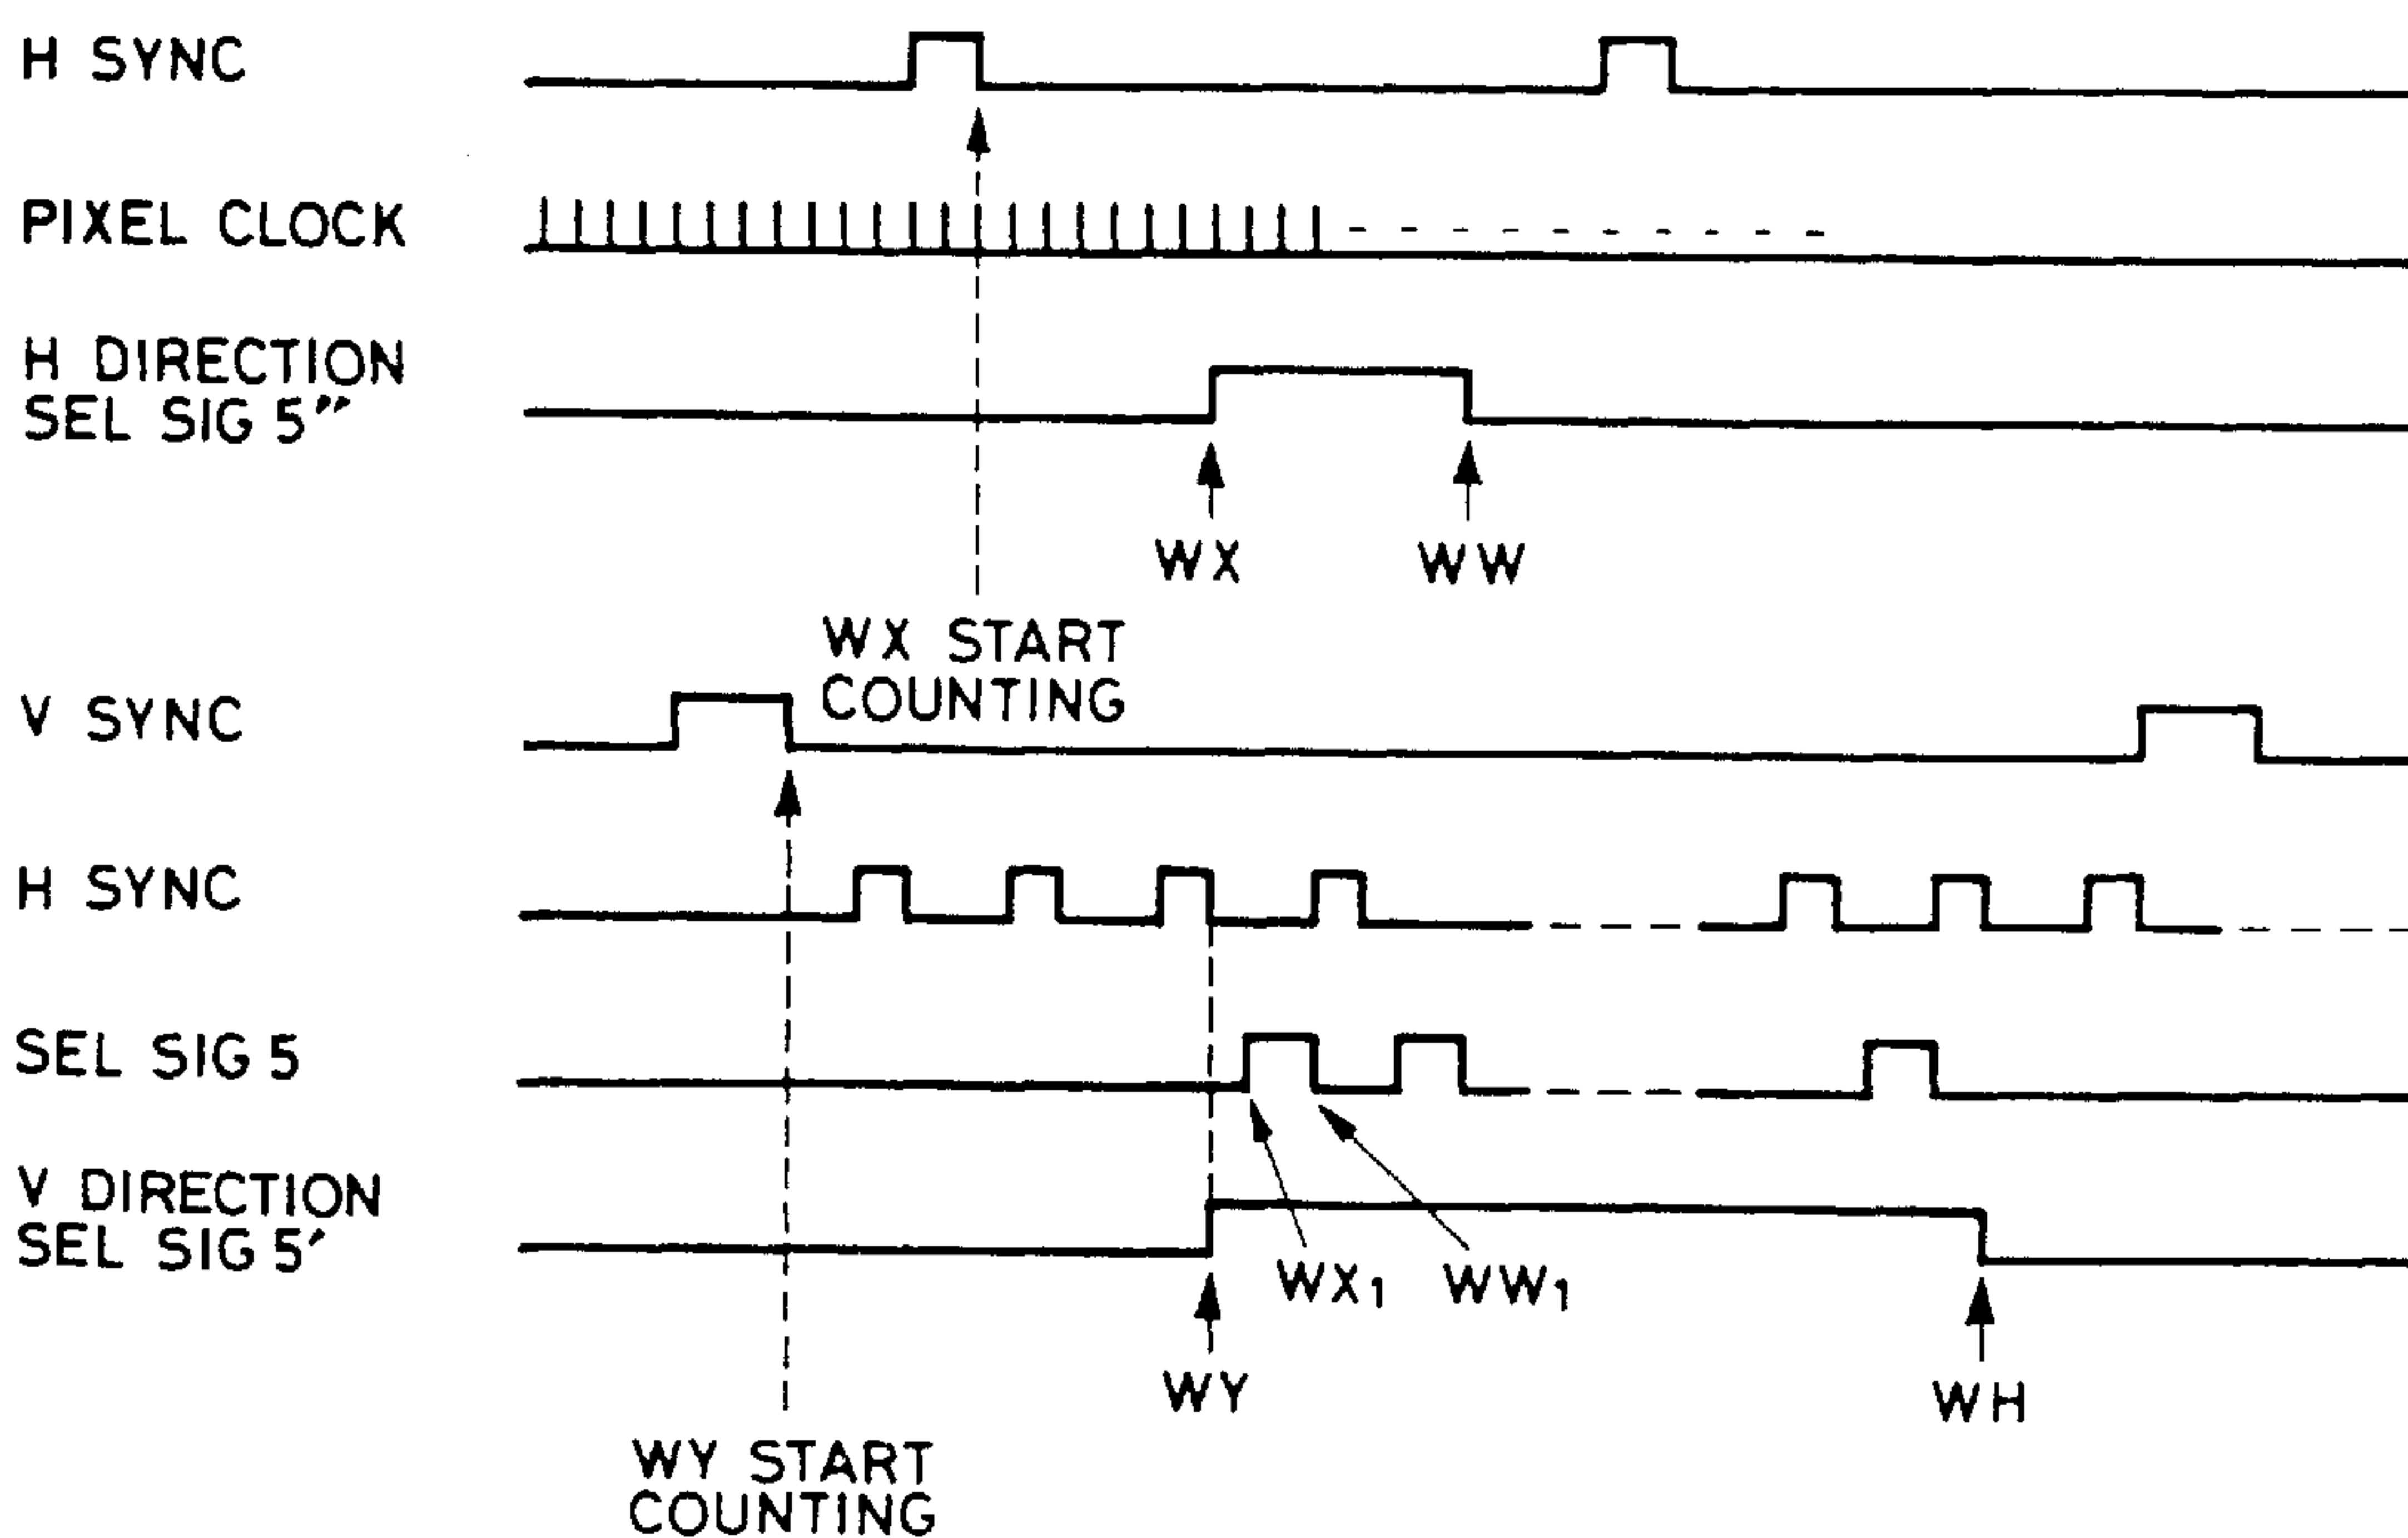 H SYNC
PIXEL CLOCK
H DIRECTION
SEL SIG 5″
WX
WW
WX START
COUNTING
V SYNC
H SYNC
SEL SIG 5
V DIRECTION
SEL SIG 5′
WX₁
WW₁
WY
WH
WY START
COUNTING